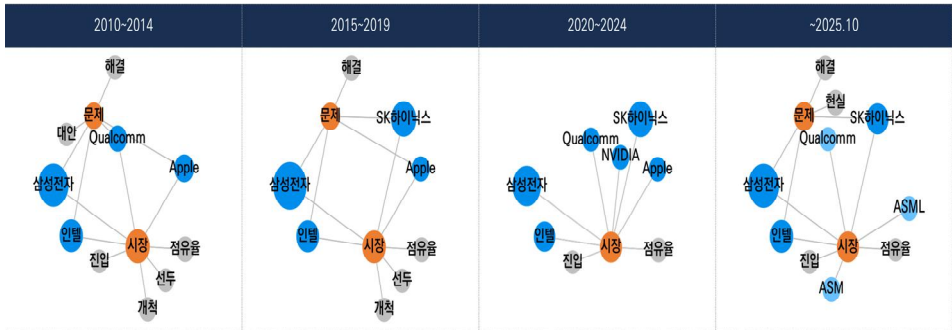 2010~2014
2015~2019
2020~2024
~2025.10
해결
문제
대안
Qualcomm
Apple
삼성전자
인텔
시장
점유율
진입
선두
개척
해결
문제
SK하이닉스
Apple
삼성전자
인텔
시장
점유율
선두
개척
SK하이닉스
Qualcomm
NVIDIA
Apple
삼성전자
인텔
시장
점유율
진입
해결
현실
문제
SK하이닉스
Qualcomm
삼성전자
ASML
인텔
시장
점유율
진입
ASM